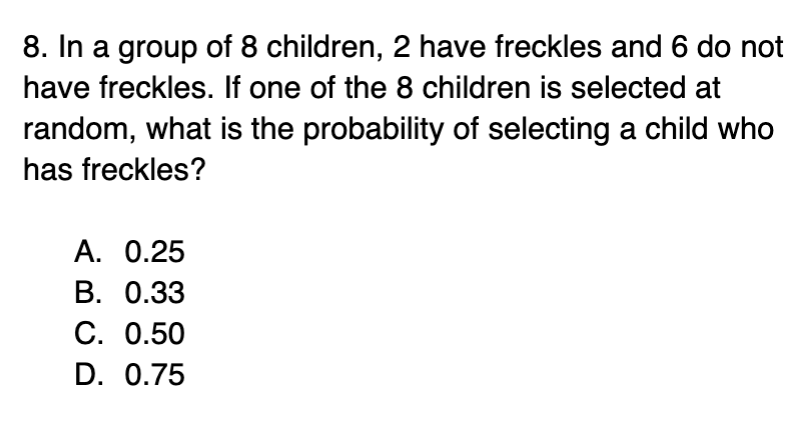 8. In a group of 8 children, 2 have freckles and 6 do not
have freckles. If one of the 8 children is selected at
random, what is the probability of selecting a child who
has freckles?
A. 0.25
B. 0.33
C. 0.50
D. 0.75